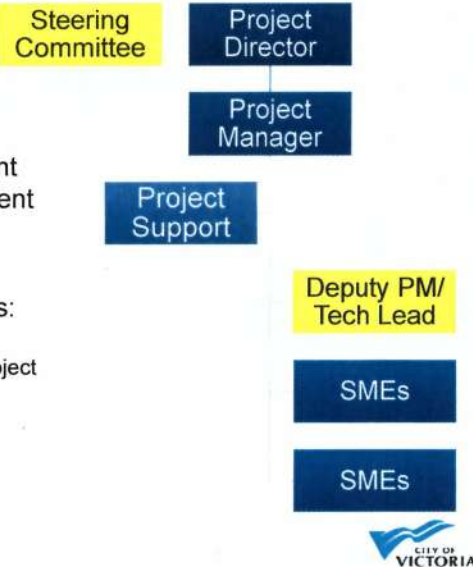 Steering
Committee
Project
Director
Project
Manager
nt
ent
Project
Support
s:
Deputy PM/
Tech Lead
oject
SMEs
SMEs
CITY OF
VICTORIA